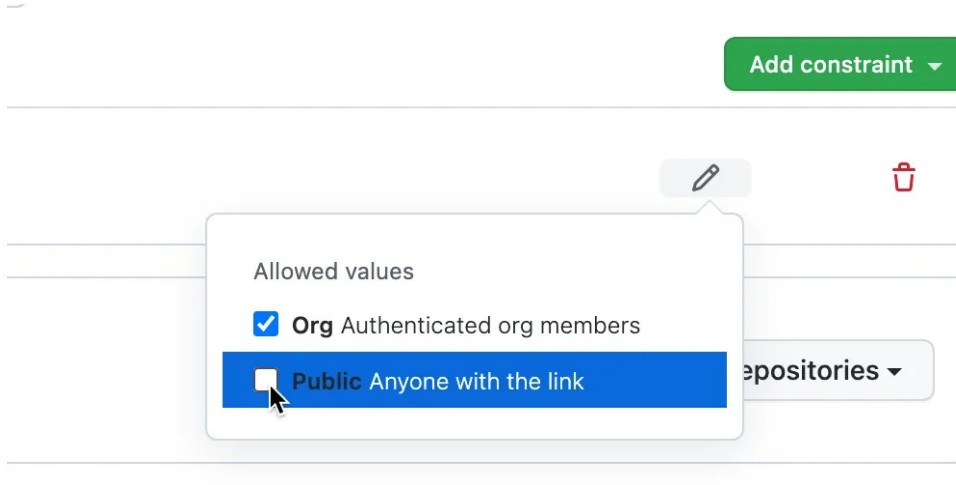 Add constraint
Allowed values
Org Authenticated org members
Public Anyone with the link
epositories